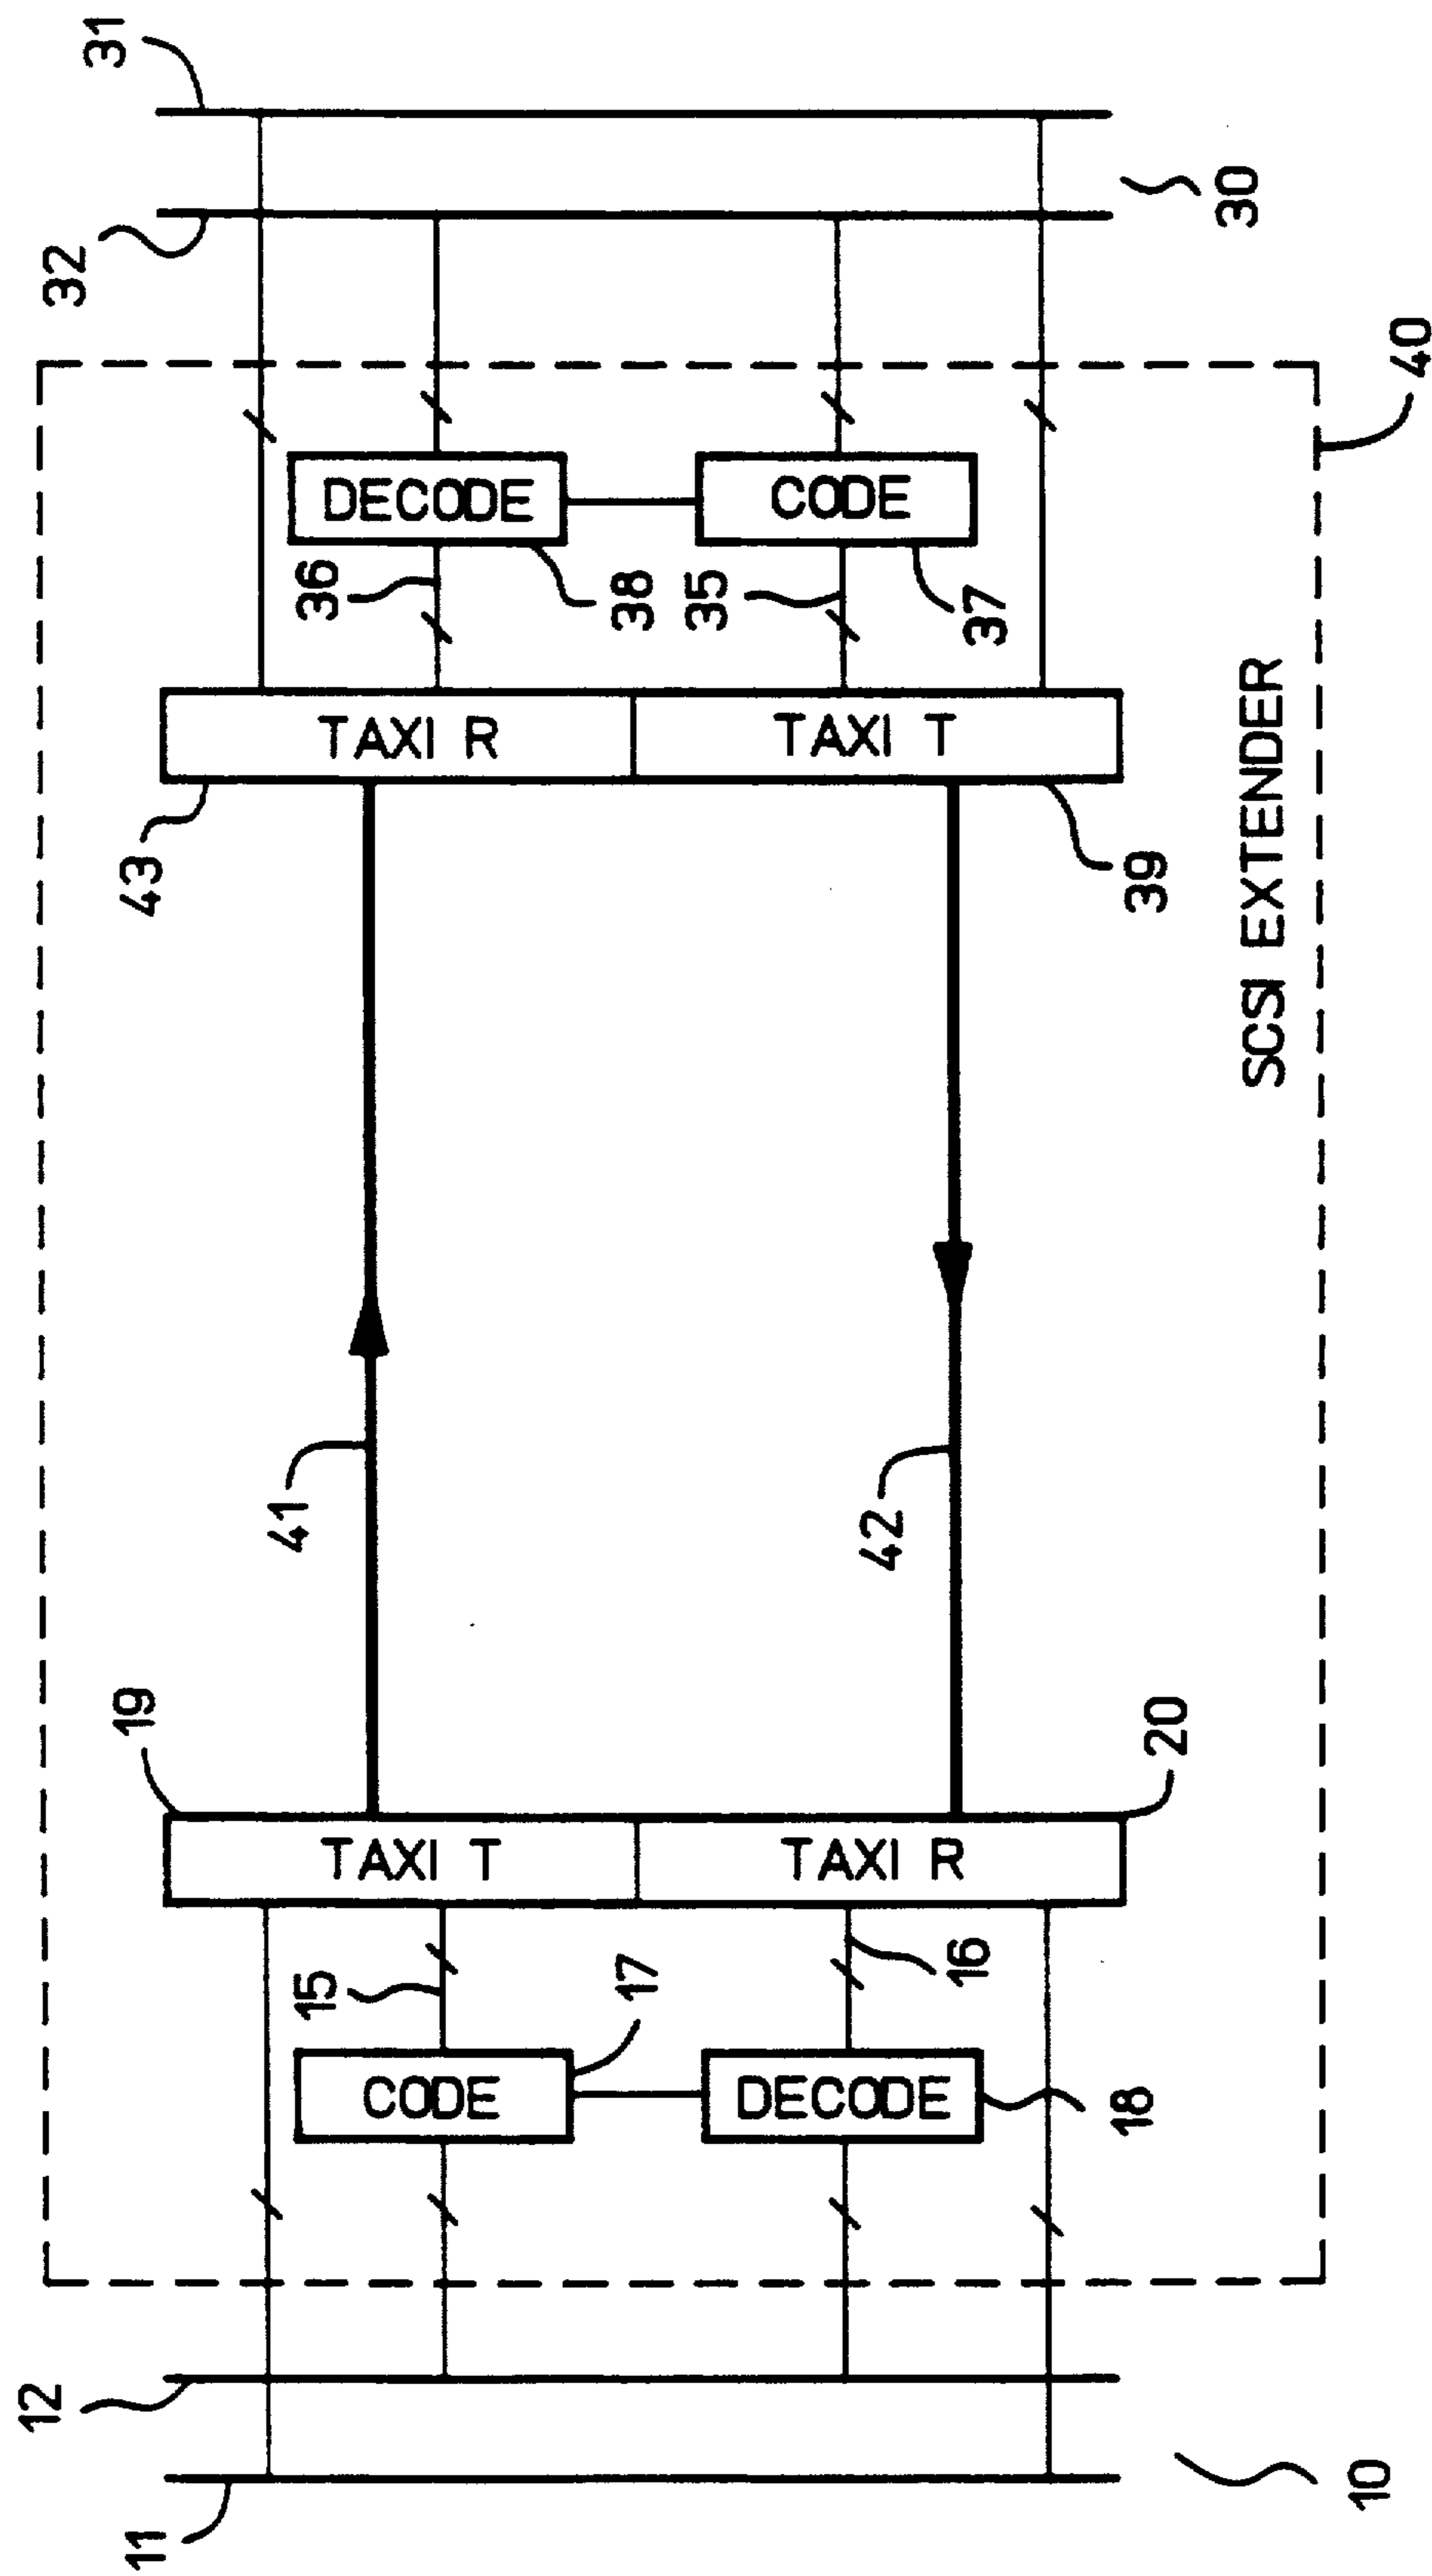 31
32
30
40
DECODE
CODE
36
38
35
37
TAXI R
TAXI T
43
39
SCSI EXTENDER
41
42
19
20
TAXI T
TAXI R
15
17
16
CODE
DECODE
18
12
11
10